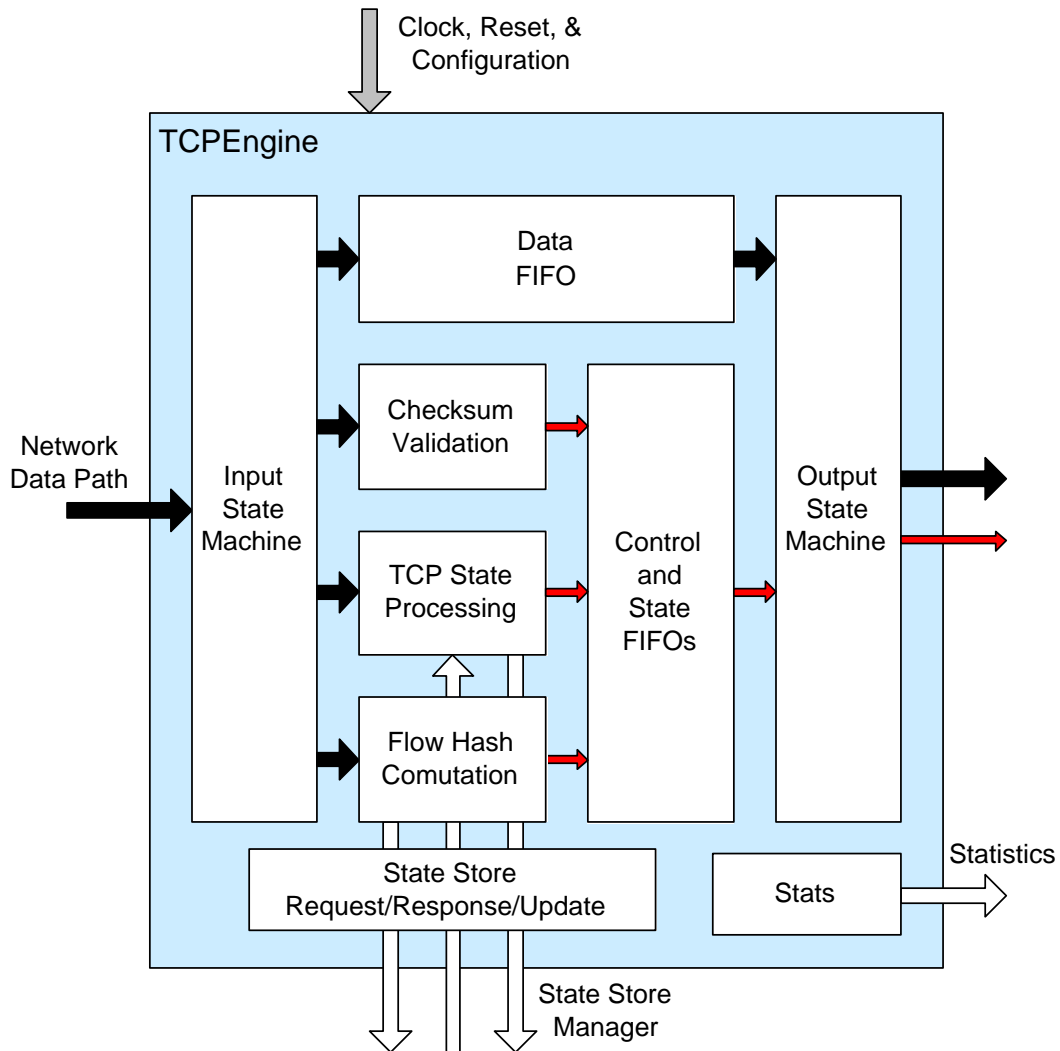 Clock, Reset, &
Configuration
TCPEngine
Data
FIFO
Checksum
Validation
Network
Data Path
Input
State
Machine
Output
State
Machine
Control
and
State
FIFOs
TCP State
Processing
Flow Hash
Comutation
State Store
Request/Response/Update
Stats
Statistics
State Store
Manager